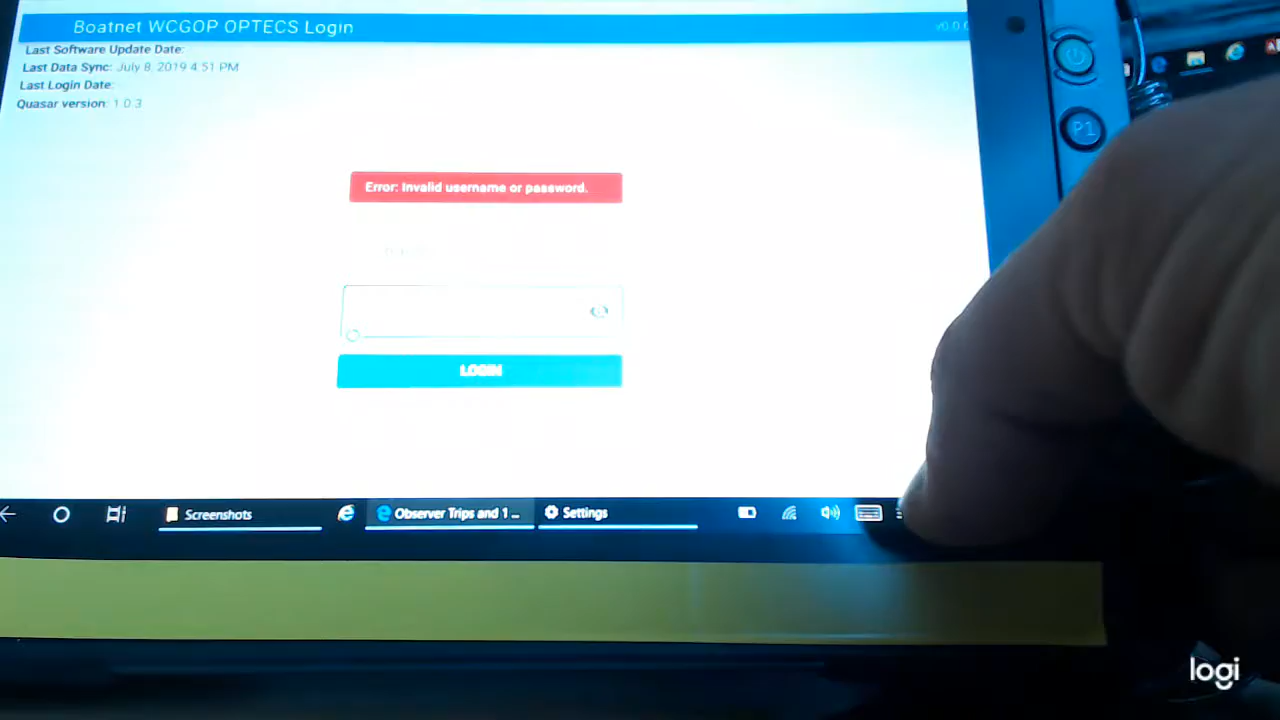 Boatnet WCGOP OPTECS Login
Last Software Update Date:
Last Data Sync: July 8, 2019 4:51 PM
Last Login Date:
Quasar version: 1.0.3
Error: Invalid username or password.
LOGIN
Screenshots
Observer Trips and 1 ...
Settings
P1
logi